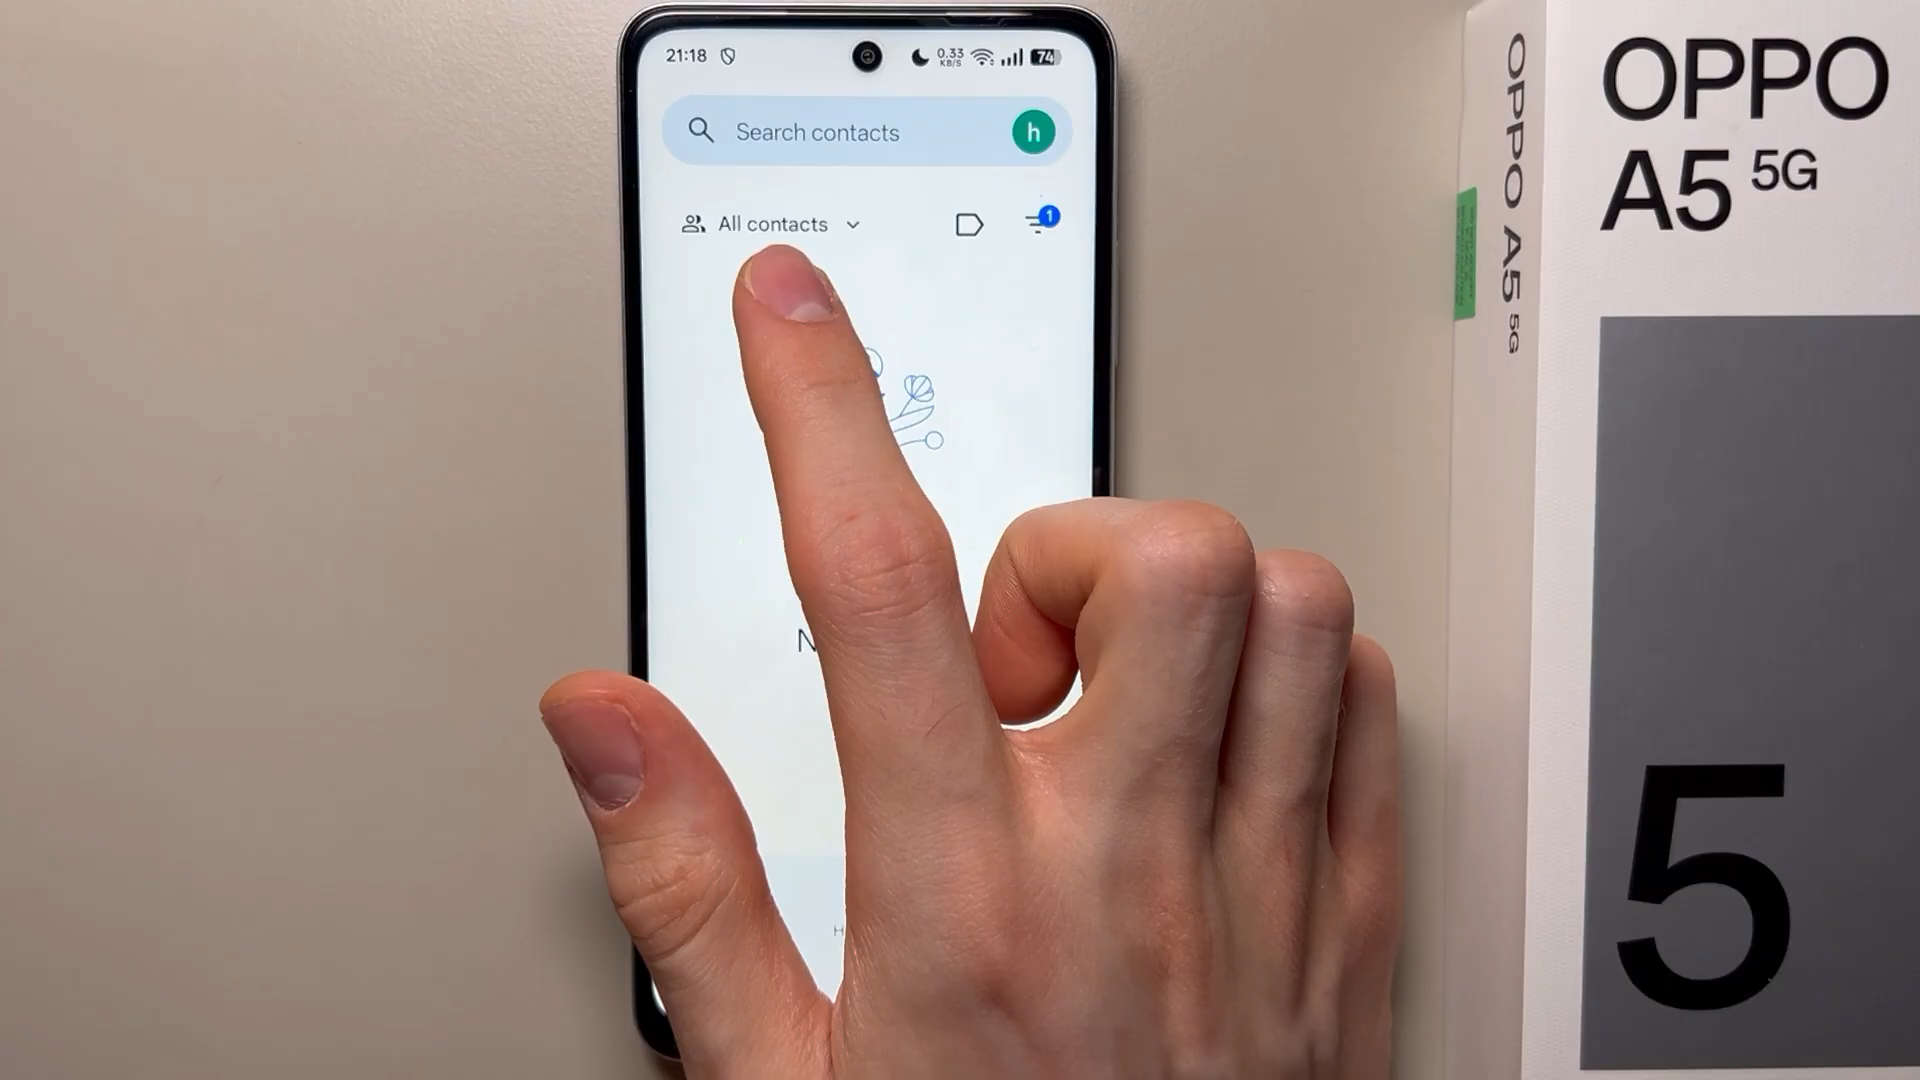 21:18
0.33
KB/S
74
Search contacts
h
All contacts
1
OPPO A5 5G
OPPO
A5 5G
5